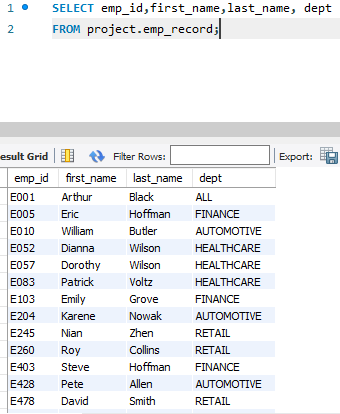 1 SELECT emp_id,first_name,last_name, dept
2 FROM project.emp_record;
esult Grid Filter Rows: Export:
emp_id first_name last_name dept
E001 Arthur Black ALL
E005 Eric Hoffman FINANCE
E010 William Butler AUTOMOTIVE
E052 Dianna Wilson HEALTHCARE
E057 Dorothy Wilson HEALTHCARE
E083 Patrick Voltz HEALTHCARE
E103 Emily Grove FINANCE
E204 Karene Nowak AUTOMOTIVE
E245 Nian Zhen RETAIL
E260 Roy Collins RETAIL
E403 Steve Hoffman FINANCE
E428 Pete Allen AUTOMOTIVE
E478 David Smith RETAIL